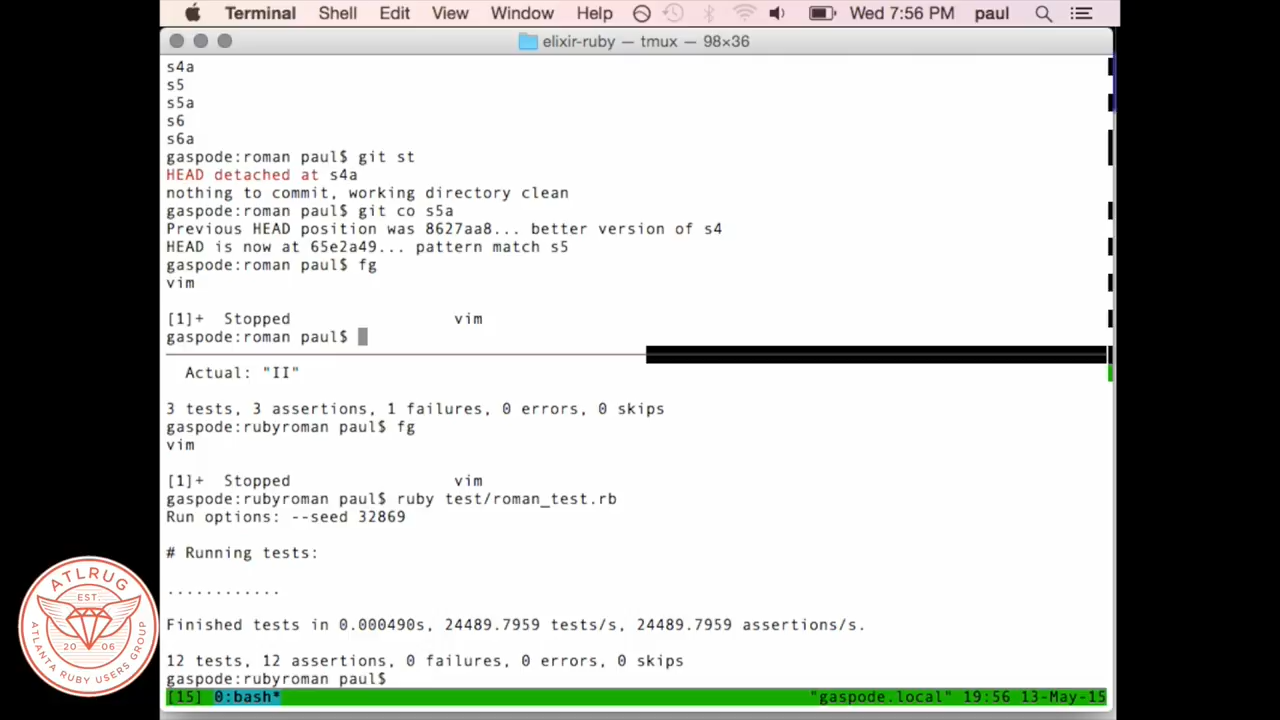 Terminal Shell Edit View Window Help Wed 7:56 PM paul
elixir-ruby — tmux — 98×36
s4a
s5
s5a
s6
s6a
gaspode:roman paul$ git st
HEAD detached at s4a
nothing to commit, working directory clean
gaspode:roman paul$ git co s5a
Previous HEAD position was 8627aa8... better version of s4
HEAD is now at 65e2a49... pattern match s5
gaspode:roman paul$ fg
vim
[1]+  Stopped                 vim
gaspode:roman paul$
Actual: "II"
3 tests, 3 assertions, 1 failures, 0 errors, 0 skips
gaspode:rubyroman paul$ fg
vim
[1]+  Stopped                 vim
gaspode:rubyroman paul$ ruby test/roman_test.rb
Run options: --seed 32869
# Running tests:
............
Finished tests in 0.000490s, 24489.7959 tests/s, 24489.7959 assertions/s.
12 tests, 12 assertions, 0 failures, 0 errors, 0 skips
gaspode:rubyroman paul$
[15] 0:bash* "gaspode.local" 19:56 13-May-15
ATLRUG
EST.
20 06
ATLANTA RUBY USERS GROUP